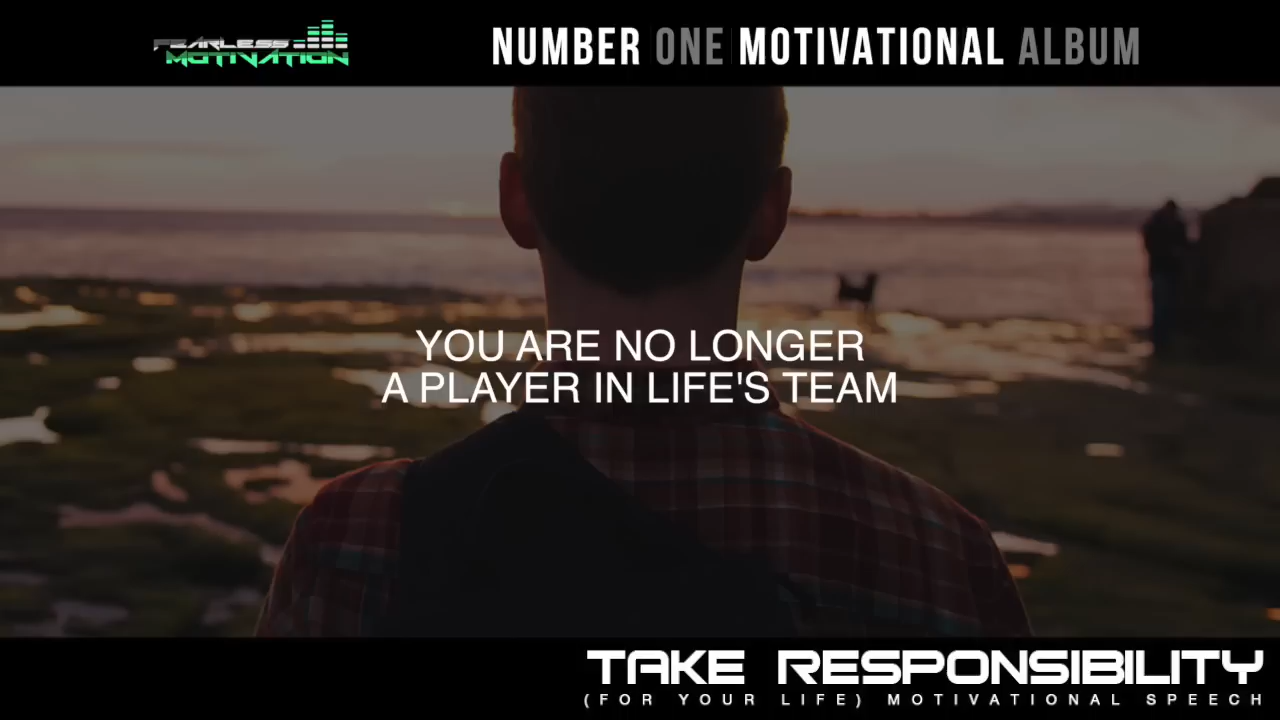 FEARLESS
MOTIVATION
NUMBER ONE MOTIVATIONAL ALBUM
YOU ARE NO LONGER
A PLAYER IN LIFE'S TEAM
TAKE RESPONSIBILITY
(FOR YOUR LIFE) MOTIVATIONAL SPEECH